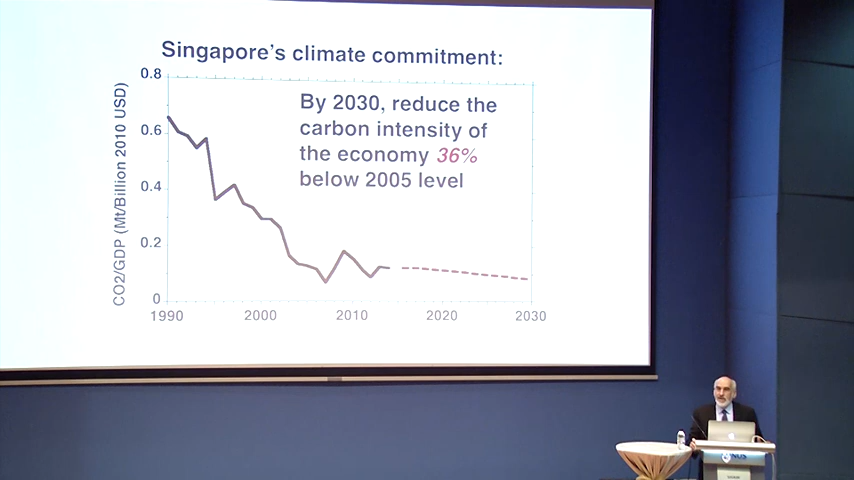 Singapore's climate commitment:
0.8
0.6
0.4
0.2
0
CO2/GDP (Mt/Billion 2010 USD)
By 2030, reduce the
carbon intensity of
the economy 36%
below 2005 level
1990 2000 2010 2020 2030
NUS